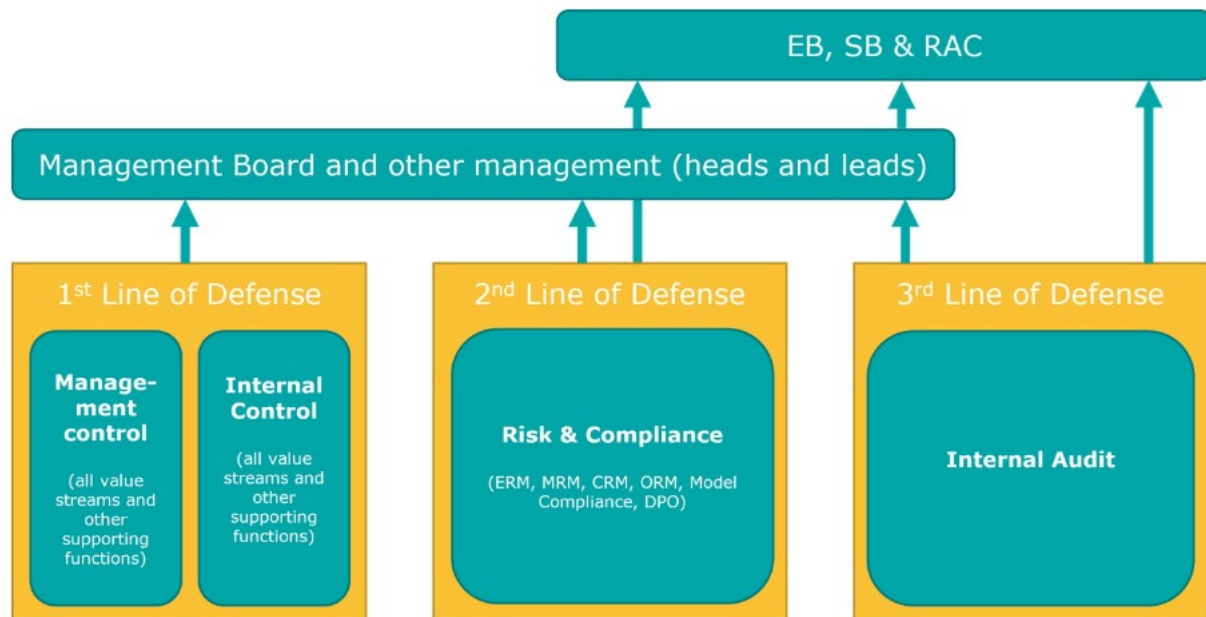 EB, SB & RAC
Management Board and other management (heads and leads)
1st Line of Defense
Manage-
ment
control
(all value
streams and
other
supporting
functions)
Internal
Control
(all value
streams and
other
supporting
functions)
2nd Line of Defense
Risk & Compliance
(ERM, MRM, CRM, ORM, Model
Compliance, DPO)
3rd Line of Defense
Internal Audit